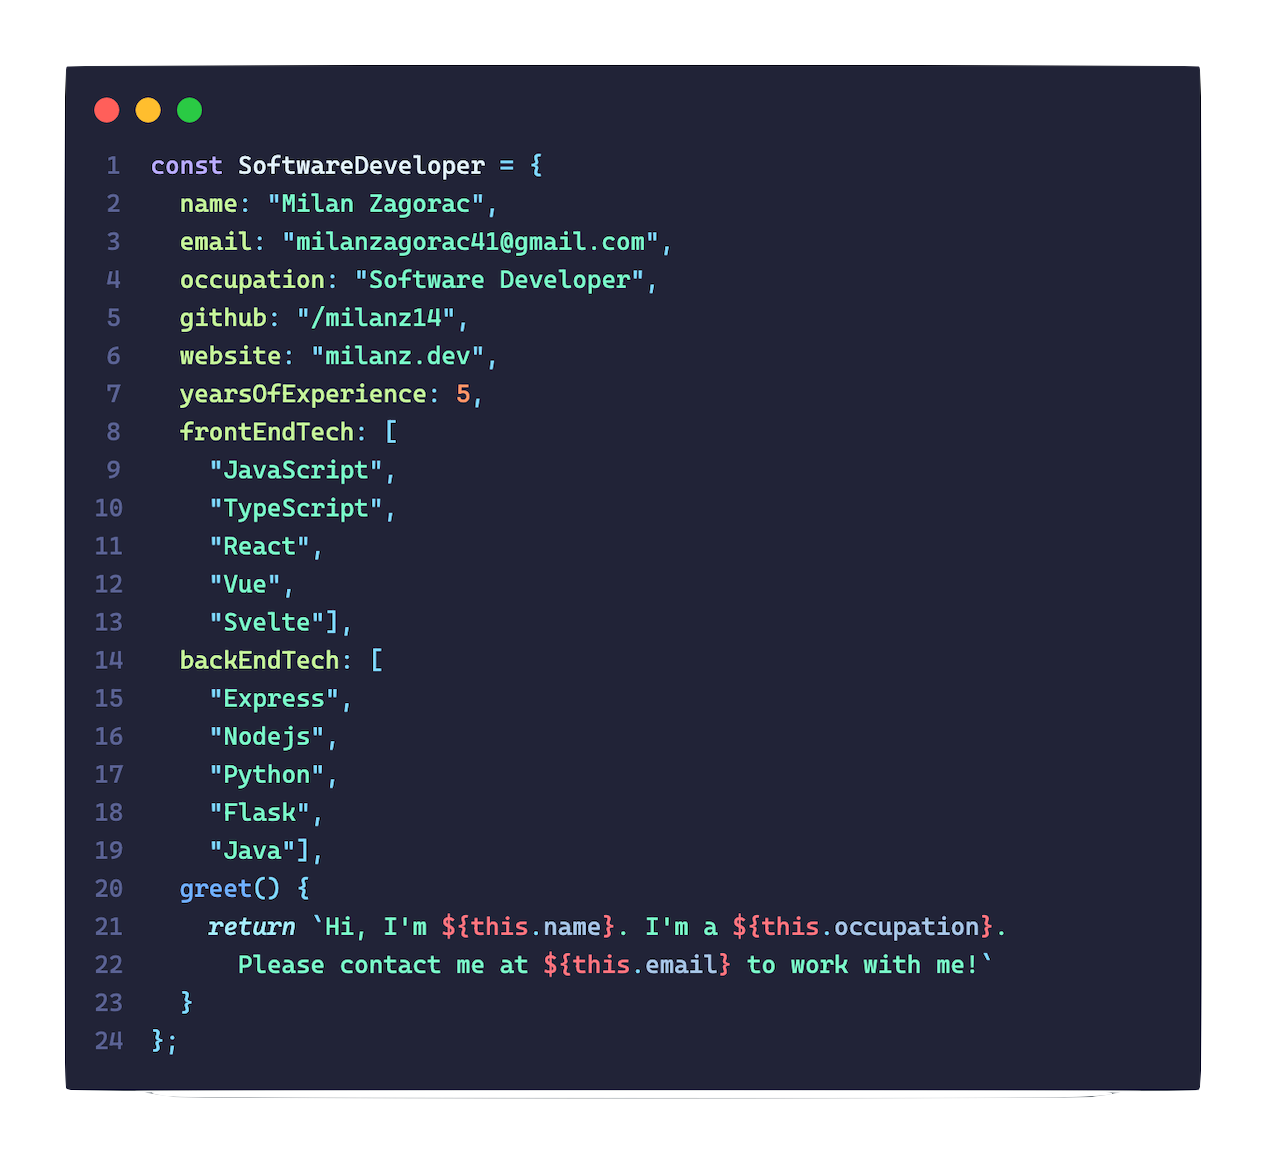 1 const SoftwareDeveloper = {
2   name: "Milan Zagorac",
3   email: "milanzagorac41@gmail.com",
4   occupation: "Software Developer",
5   github: "/milanz14",
6   website: "milanz.dev",
7   yearsOfExperience: 5,
8   frontEndTech: [
9     "JavaScript",
10     "TypeScript",
11     "React",
12     "Vue",
13     "Svelte"],
14   backEndTech: [
15     "Express",
16     "Nodejs",
17     "Python",
18     "Flask",
19     "Java"],
20   greet() {
21     return `Hi, I'm ${this.name}. I'm a ${this.occupation}.
22       Please contact me at ${this.email} to work with me!`
23   }
24 };